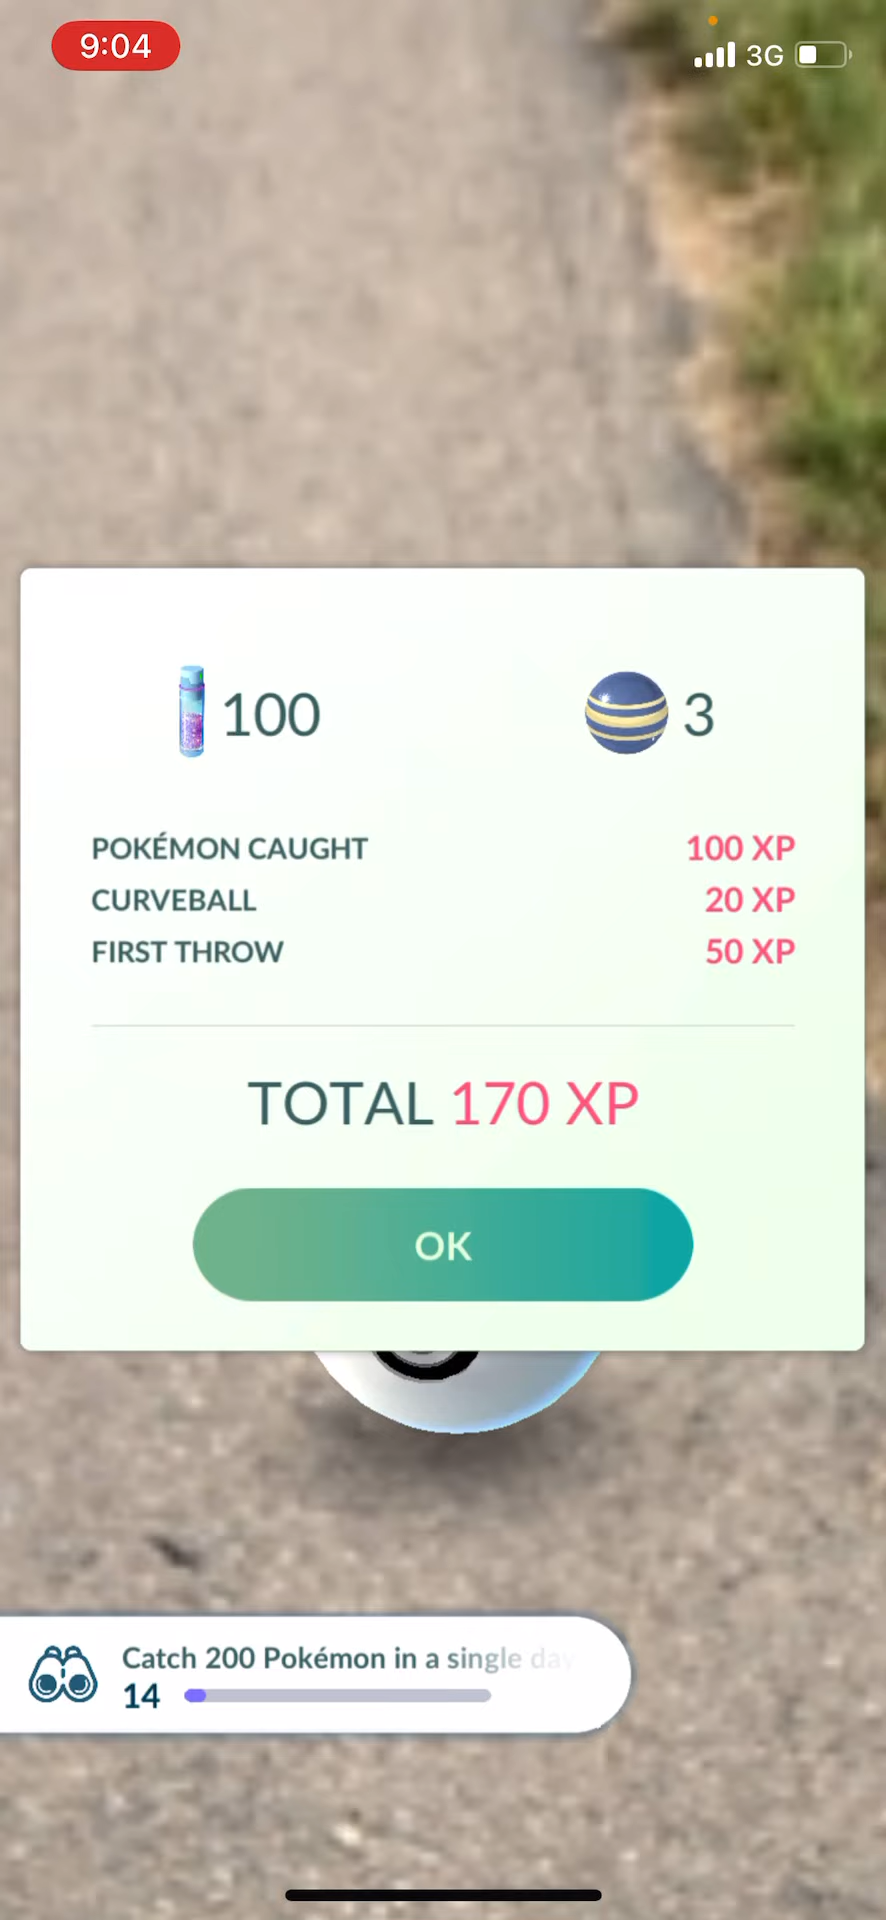 9:04
3G
100
3
POKÉMON CAUGHT 100 XP
CURVEBALL 20 XP
FIRST THROW 50 XP
TOTAL 170 XP
OK
Catch 200 Pokémon in a single day
14